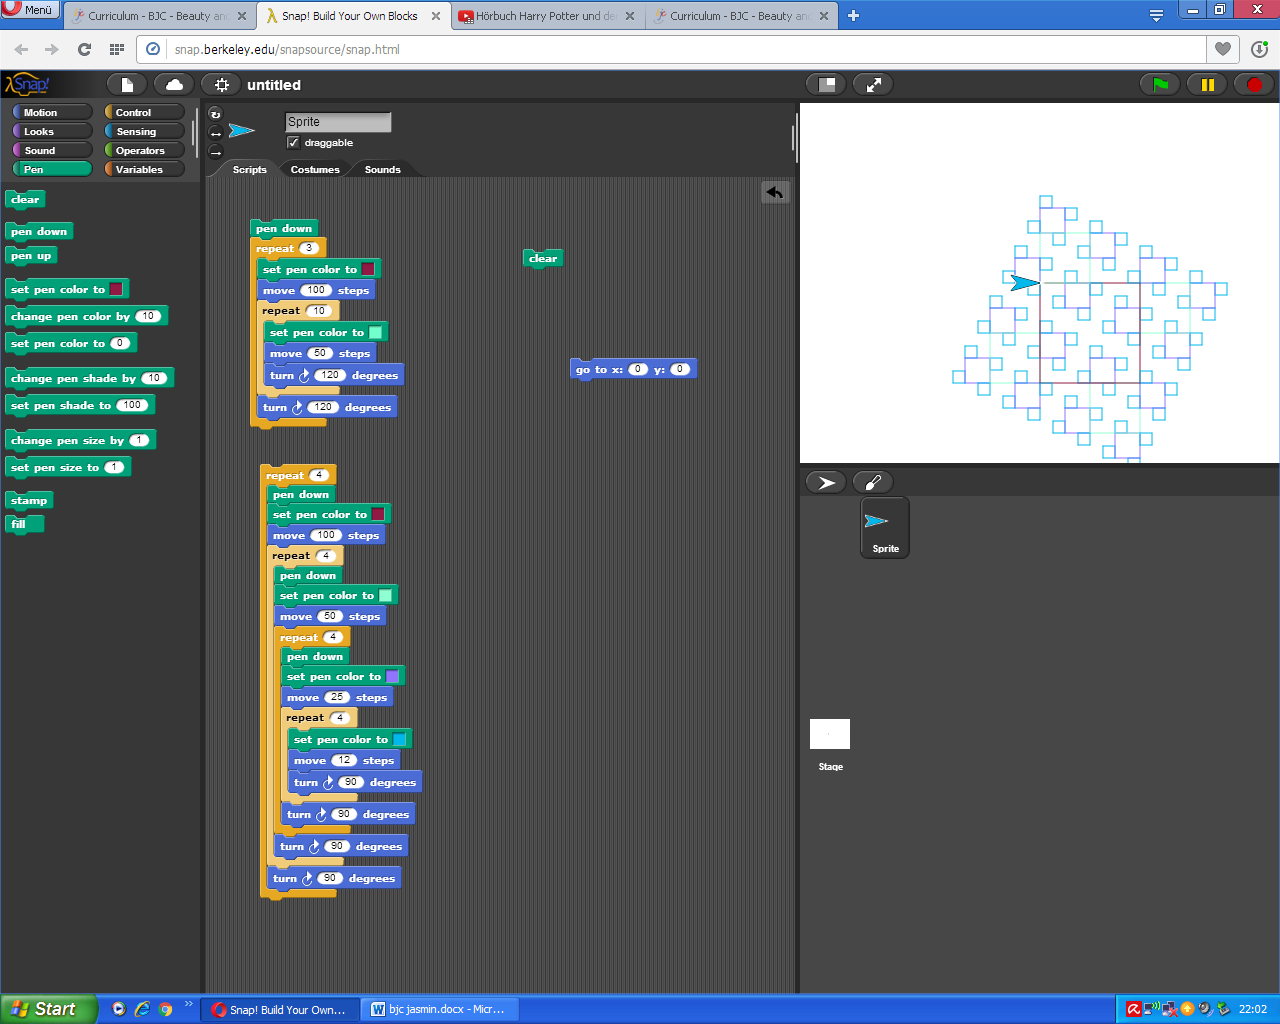 Menü
Curriculum - BJC - Beauty and
Snap! Build Your Own Blocks
Hörbuch Harry Potter und de
Curriculum - BJC - Beauty and
snap.berkeley.edu/snapsource/snap.html
Snap!
untitled
Motion
Control
Looks
Sensing
Sound
Operators
Pen
Variables
clear
pen down
pen up
set pen color to
change pen color by 10
set pen color to 0
change pen shade by 10
set pen shade to 100
change pen size by 1
set pen size to 1
stamp
fill
Sprite
draggable
Scripts
Costumes
Sounds
pen down
repeat 3
set pen color to
move 100 steps
repeat 10
set pen color to
move 50 steps
turn 120 degrees
turn 120 degrees
clear
go to x: 0 y: 0
repeat 4
pen down
set pen color to
move 100 steps
repeat 4
pen down
set pen color to
move 50 steps
repeat 4
pen down
set pen color to
move 25 steps
repeat 4
set pen color to
move 12 steps
turn 90 degrees
turn 90 degrees
turn 90 degrees
turn 90 degrees
Sprite
Stage
Start
Snap! Build Your Own...
bjc jasmin.docx - Micr...
22:02